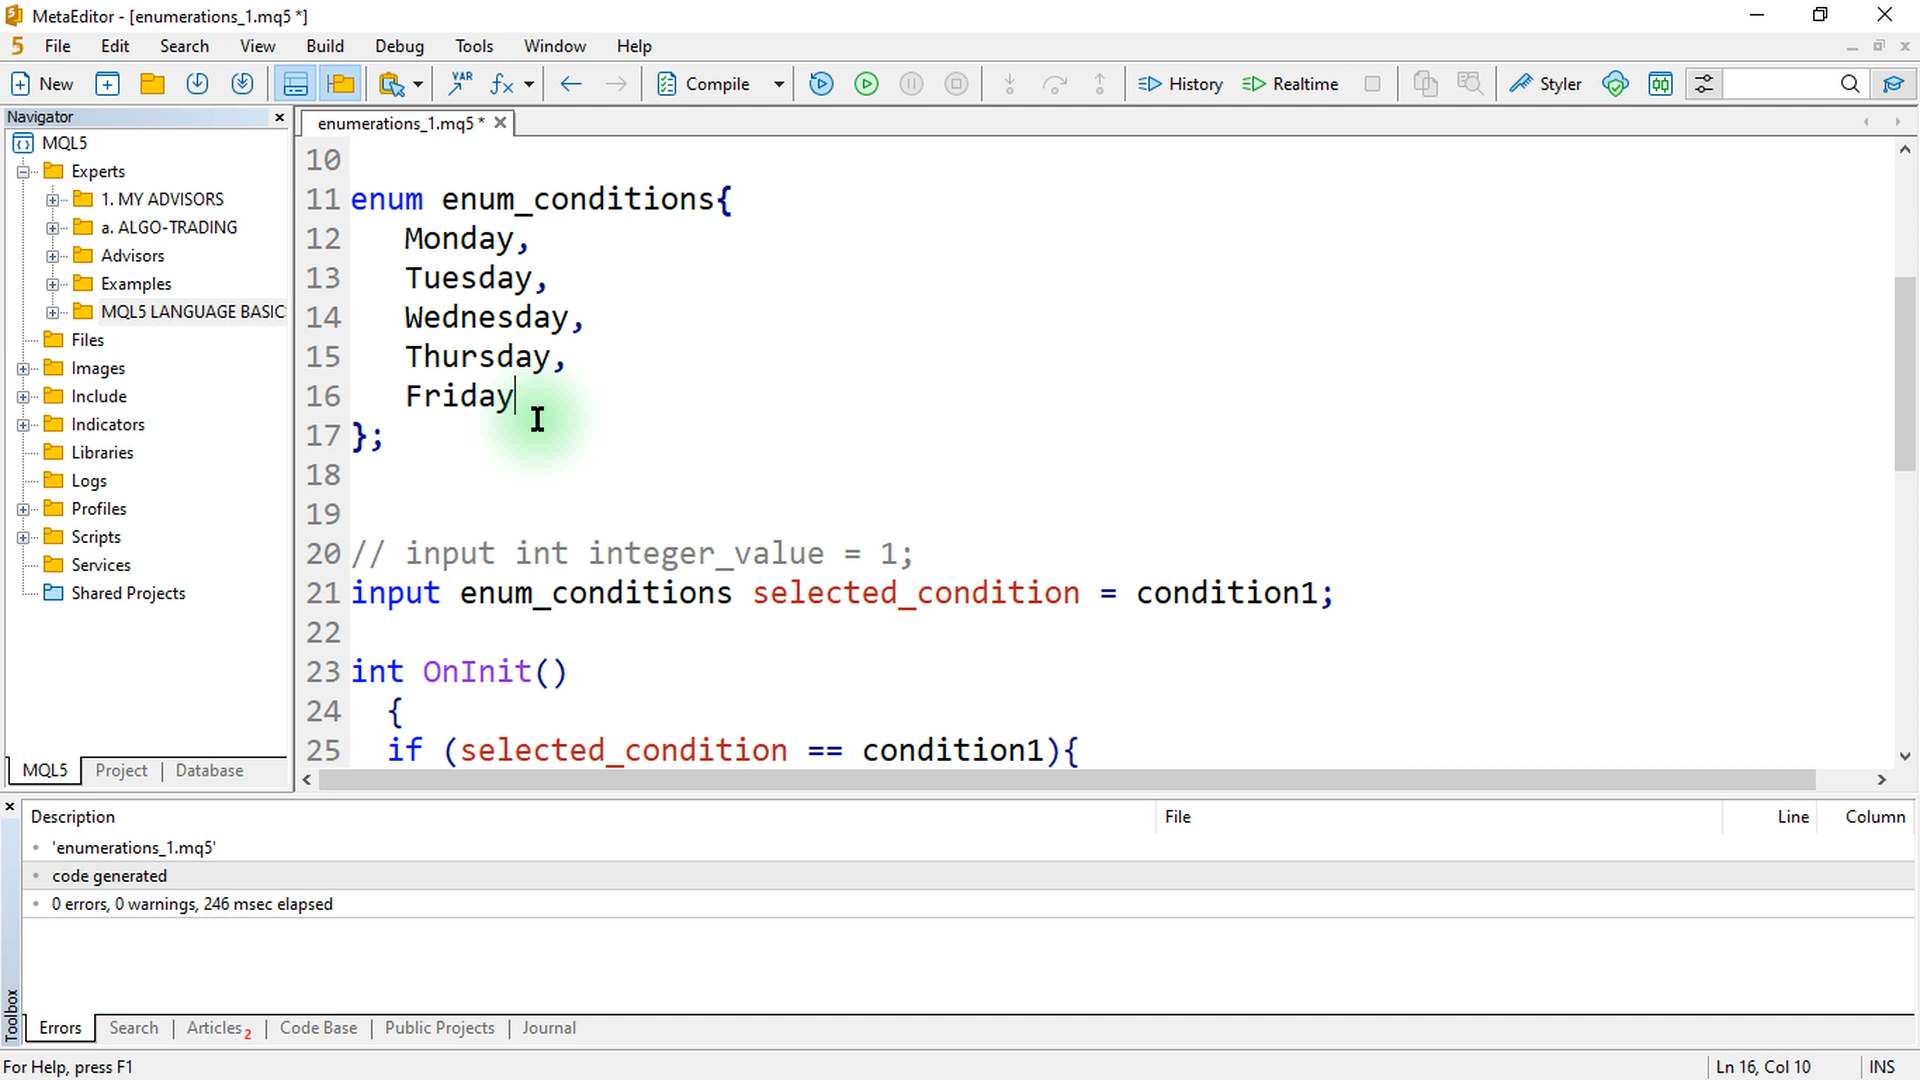 MetaEditor - [enumerations_1.mq5 *]
5 File Edit Search View Build Debug Tools Window Help
New VAR fx Compile History Realtime Styler
Navigator
enumerations_1.mq5 *
MQL5
Experts
1. MY ADVISORS
a. ALGO-TRADING
Advisors
Examples
MQL5 LANGUAGE BASIC
Files
Images
Include
Indicators
Libraries
Logs
Profiles
Scripts
Services
Shared Projects
MQL5 Project Database
10
11 enum enum_conditions{
12 Monday,
13 Tuesday,
14 Wednesday,
15 Thursday,
16 Friday
17 };
18
19
20 // input int integer_value = 1;
21 input enum_conditions selected_condition = condition1;
22
23 int OnInit()
24 {
25 if (selected_condition == condition1){
Description File Line Column
'enumerations_1.mq5'
code generated
0 errors, 0 warnings, 246 msec elapsed
Toolbox
Errors Search Articles 2 Code Base Public Projects Journal
For Help, press F1 Ln 16, Col 10 INS